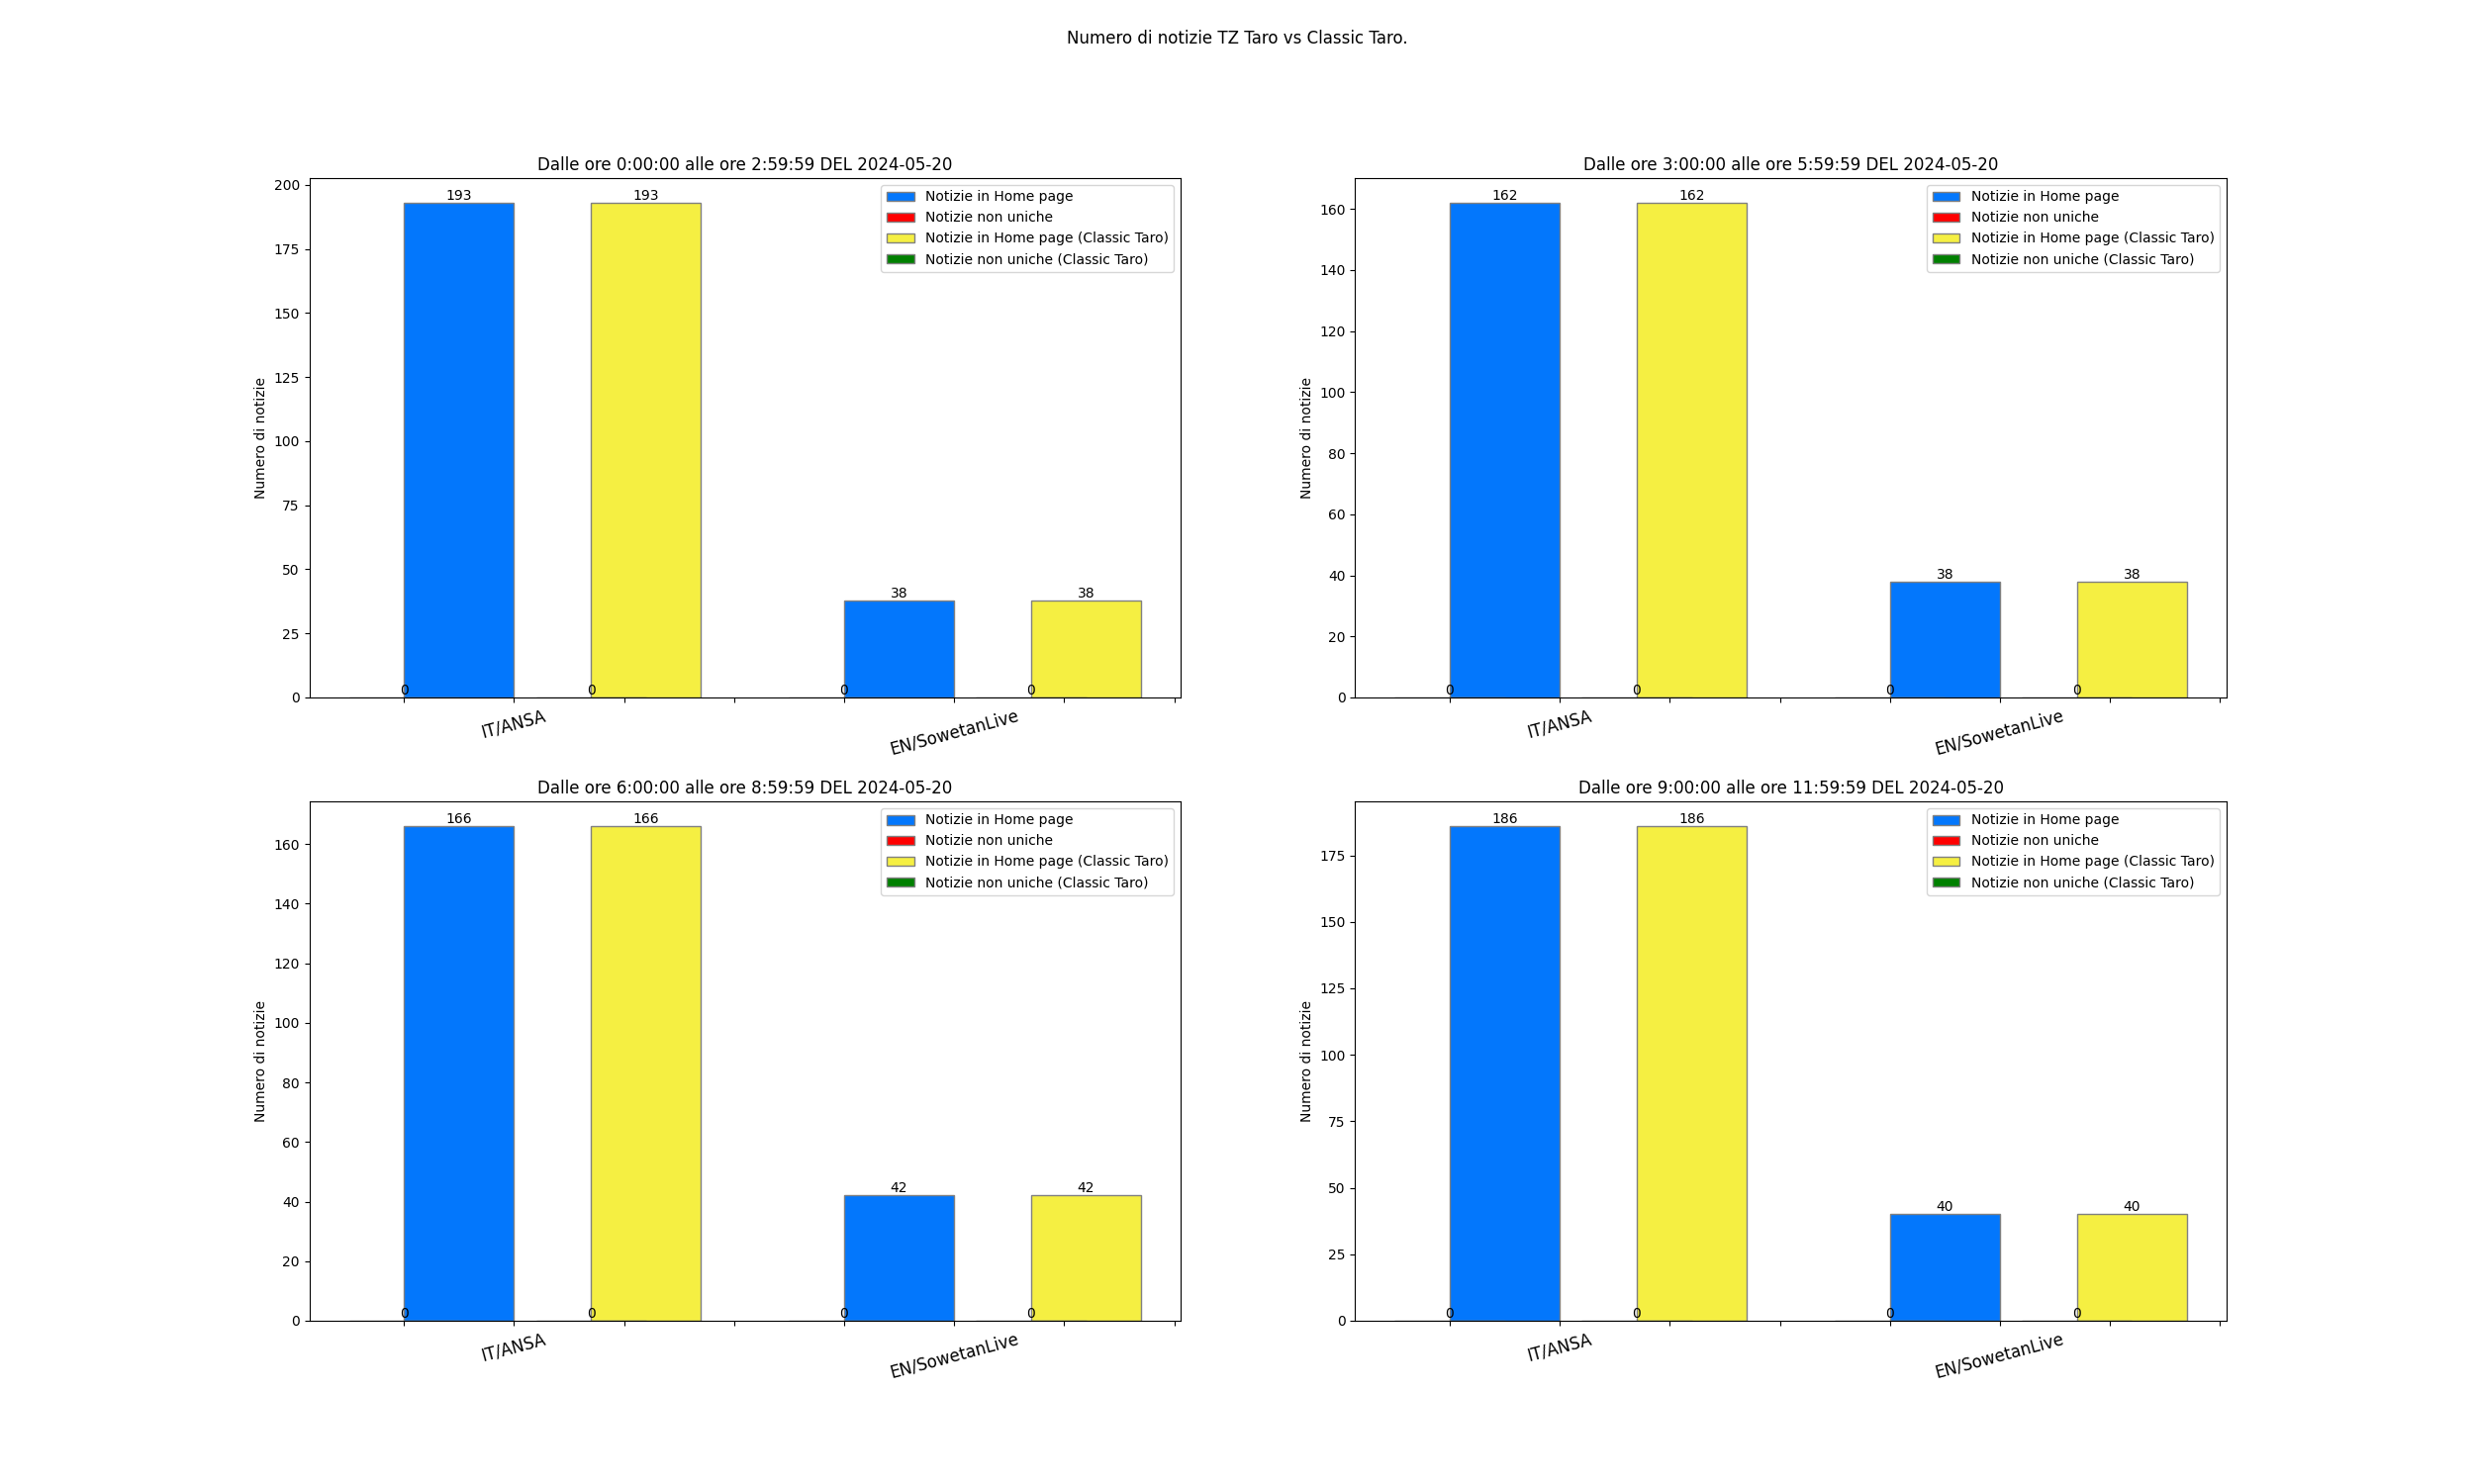 Numero di notizie TZ Taro vs Classic Taro.
Dalle ore 0:00:00 alle ore 2:59:59 DEL 2024-05-20
Numero di notizie
200
175
150
125
100
75
50
25
0
193
193
38
38
0
0
0
0
Notizie in Home page
Notizie non uniche
Notizie in Home page (Classic Taro)
Notizie non uniche (Classic Taro)
IT/ANSA
EN/SowetanLive
Dalle ore 3:00:00 alle ore 5:59:59 DEL 2024-05-20
Numero di notizie
160
140
120
100
80
60
40
20
0
162
162
38
38
0
0
0
0
Notizie in Home page
Notizie non uniche
Notizie in Home page (Classic Taro)
Notizie non uniche (Classic Taro)
IT/ANSA
EN/SowetanLive
Dalle ore 6:00:00 alle ore 8:59:59 DEL 2024-05-20
Numero di notizie
160
140
120
100
80
60
40
20
0
166
166
42
42
0
0
0
0
Notizie in Home page
Notizie non uniche
Notizie in Home page (Classic Taro)
Notizie non uniche (Classic Taro)
IT/ANSA
EN/SowetanLive
Dalle ore 9:00:00 alle ore 11:59:59 DEL 2024-05-20
Numero di notizie
175
150
125
100
75
50
25
0
186
186
40
40
0
0
0
0
Notizie in Home page
Notizie non uniche
Notizie in Home page (Classic Taro)
Notizie non uniche (Classic Taro)
IT/ANSA
EN/SowetanLive